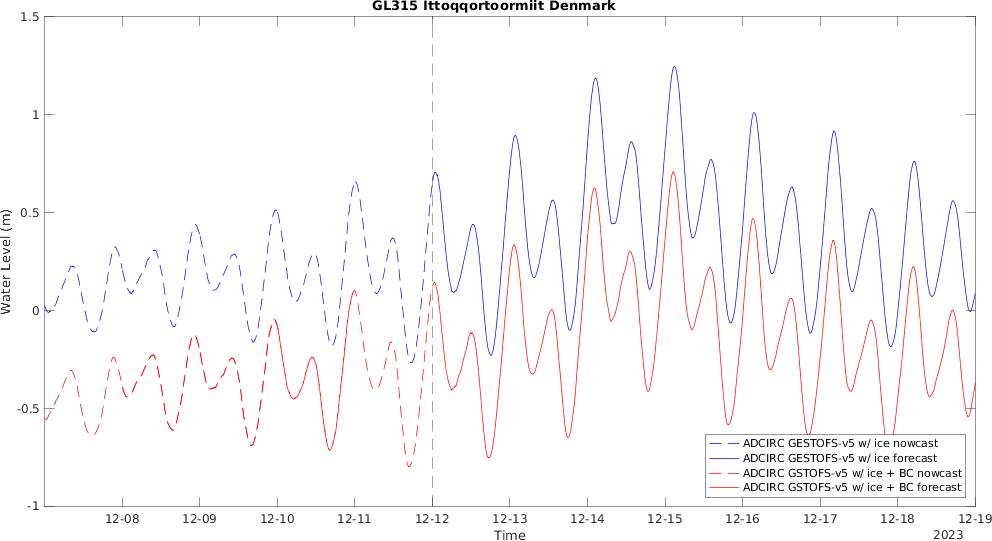 GL315 Ittoqqortoormiit Denmark
1.5
1
0.5
0
-0.5
-1
Water Level (m)
12-08
12-09
12-10
12-11
12-12
12-13
12-14
12-15
12-16
12-17
12-18
12-19
Time
2023
ADCIRC GESTOFS-v5 w/ ice nowcast
ADCIRC GESTOFS-v5 w/ ice forecast
ADCIRC GSTOFS-v5 w/ ice + BC nowcast
ADCIRC GSTOFS-v5 w/ ice + BC forecast